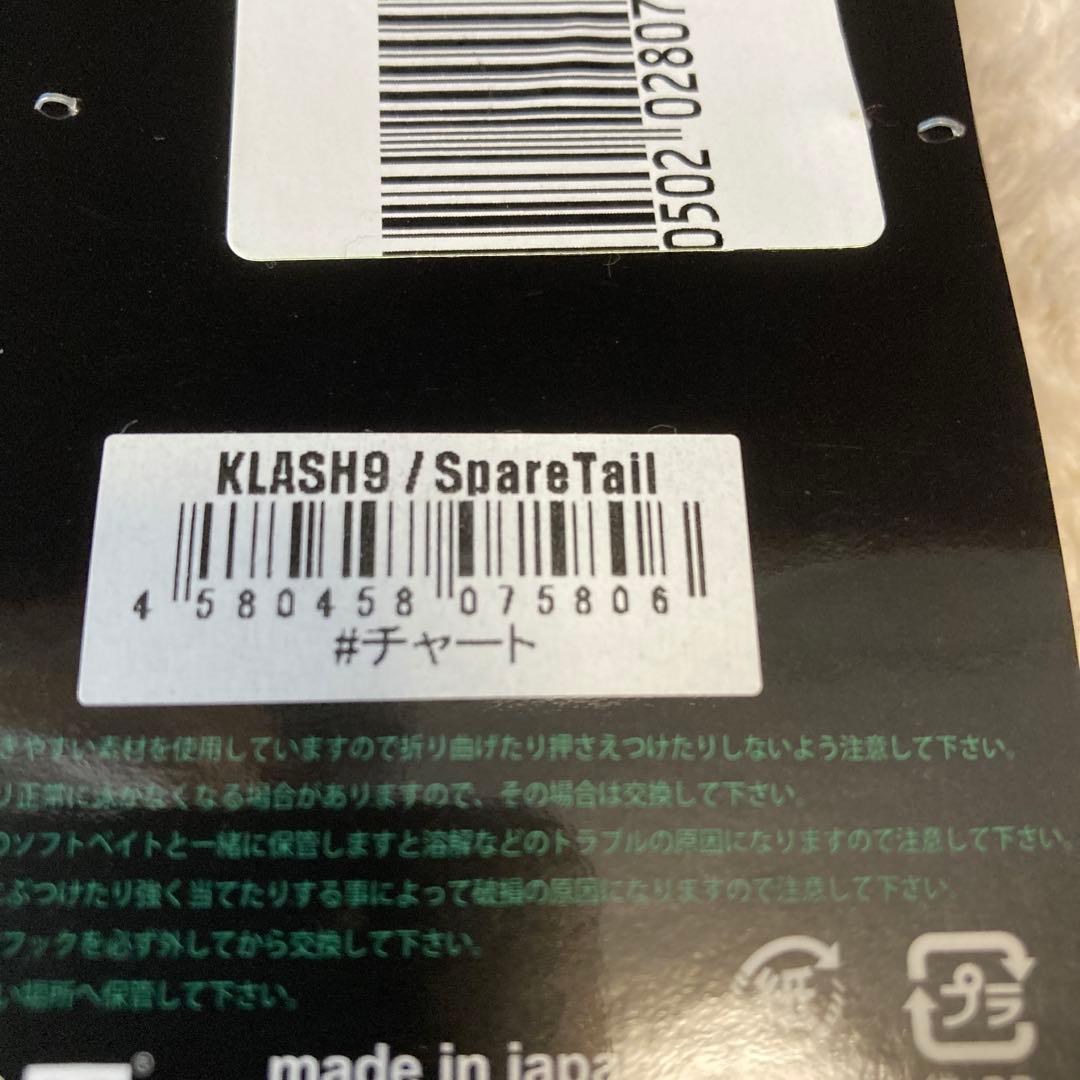 0502 02807
KLASH9 / SpareTail
4 580458 075806
#チャート
きやすい素材を使用していますので折り曲げたり押さえつけたりしないよう注意して下さい。
り正常に泳がなくなる場合がありますので、その場合は交換して下さい。
のソフトベイトと一緒に保管しますと溶解などのトラブルの原因になりますので注意して下さい。
にぶつけたり強く当てたりする事によって破損の原因になりますので注意して下さい。
フックを必ず外してから交換して下さい。
い場所へ保管して下さい。
紙
プラ
®
made in japa